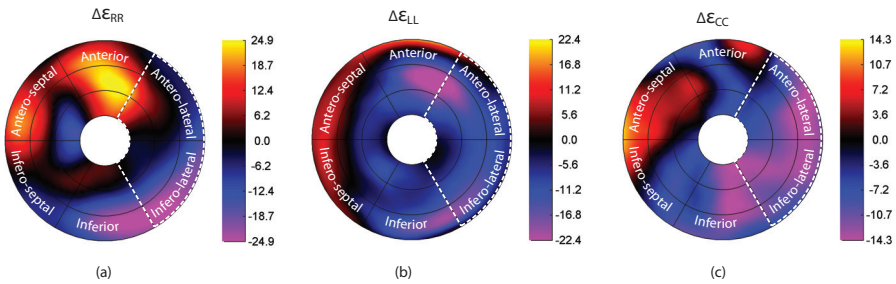 Δε_RR
Anterior
Antero-septal
Antero-lateral
Infero-septal
Infero-lateral
Inferior
24.9
18.7
12.4
6.2
0.0
-6.2
-12.4
-18.7
-24.9
(a)
Δε_LL
Anterior
Antero-septal
Antero-lateral
Infero-septal
Infero-lateral
Inferior
22.4
16.8
11.2
5.6
0.0
-5.6
-11.2
-16.8
-22.4
(b)
Δε_CC
Anterior
Antero-septal
Antero-lateral
Infero-septal
Infero-lateral
Inferior
14.3
10.7
7.2
3.6
0.0
-3.6
-7.2
-10.7
-14.3
(c)